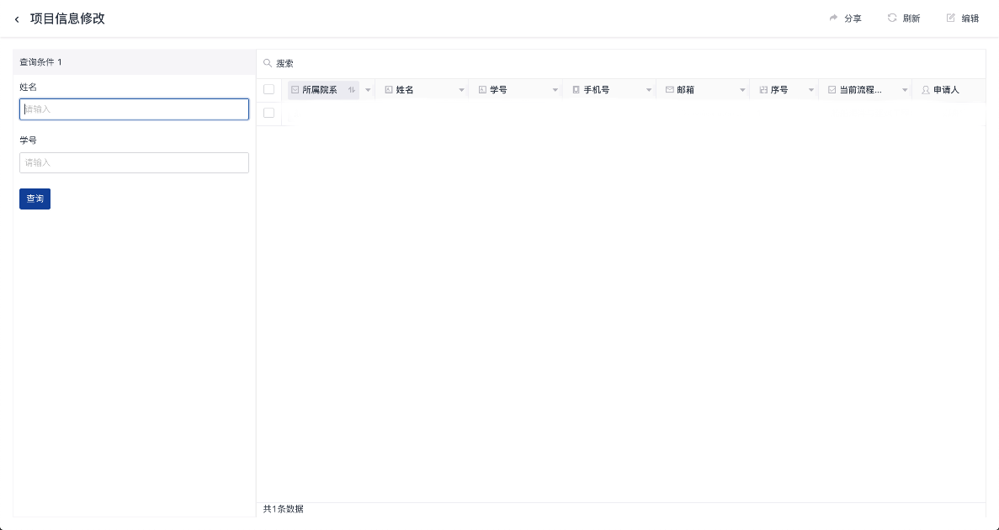 项目信息修改
分享 刷新 编辑
查询条件 1
姓名
请输入
学号
请输入
查询
搜索
所属院系 姓名 学号 手机号 邮箱 序号 当前流程... 申请人
共1条数据